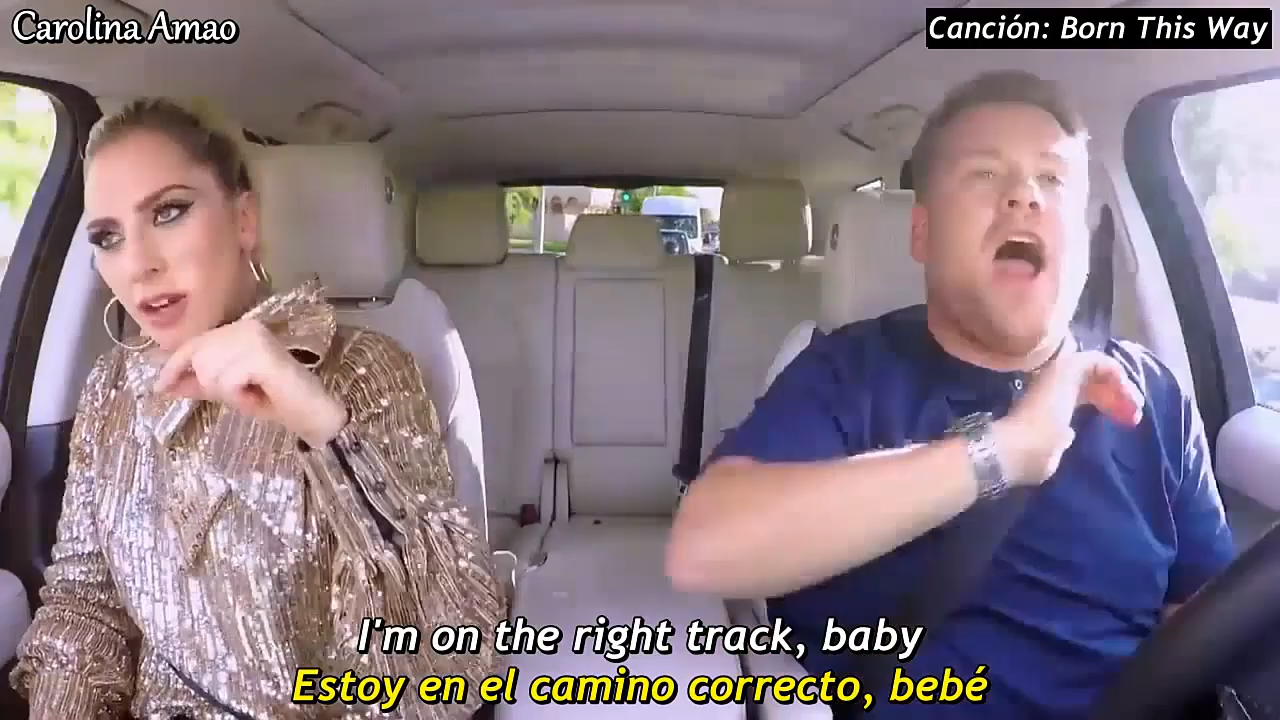 Carolina Amao
Canción: Born This Way
I'm on the right track, baby
Estoy en el camino correcto, bebé